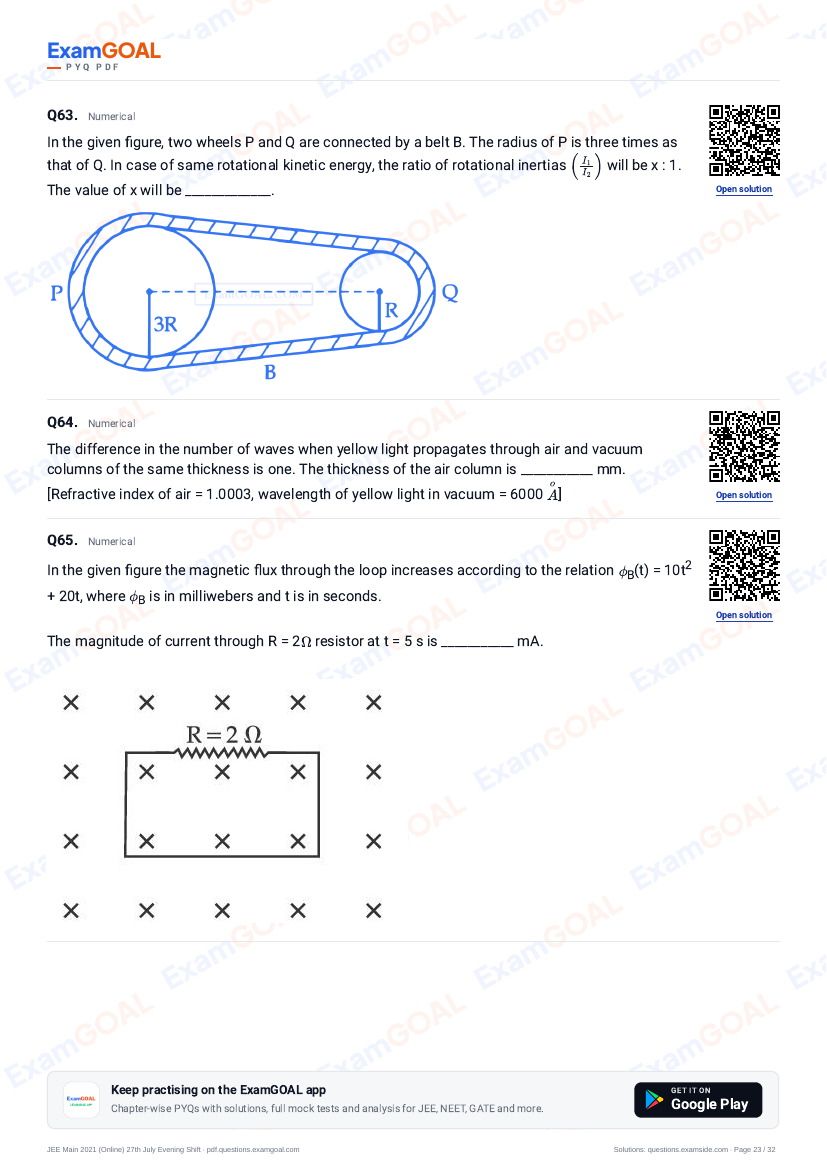 ExamGOAL
PYQ PDF
Q63. Numerical
In the given figure, two wheels P and Q are connected by a belt B. The radius of P is three times as
that of Q. In case of same rotational kinetic energy, the ratio of rotational inertias (I₁/I₂) will be x : 1.
The value of x will be ____________.
Open solution
P
Q
3R
R
B
EXAMGOAL.COM
Q64. Numerical
The difference in the number of waves when yellow light propagates through air and vacuum
columns of the same thickness is one. The thickness of the air column is __________ mm.
[Refractive index of air = 1.0003, wavelength of yellow light in vacuum = 6000 Å]
Open solution
Q65. Numerical
In the given figure the magnetic flux through the loop increases according to the relation ϕB(t) = 10t²
+ 20t, where ϕB is in milliwebers and t is in seconds.
Open solution
The magnitude of current through R = 2Ω resistor at t = 5 s is __________ mA.
R = 2 Ω
ExamGOAL
Keep practising on the ExamGOAL app
Chapter-wise PYQs with solutions, full mock tests and analysis for JEE, NEET, GATE and more.
GET IT ON
Google Play
JEE Main 2021 (Online) 27th July Evening Shift · pdf.questions.examgoal.com
Solutions: questions.examside.com · Page 23 / 32